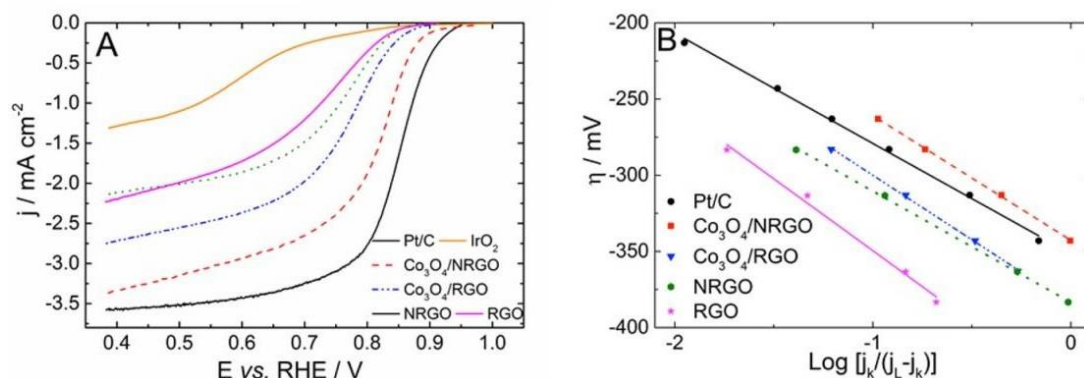 A
j / mA cm⁻²
0.0
-0.5
-1.0
-1.5
-2.0
-2.5
-3.0
-3.5
Pt/C IrO₂
Co₃O₄/NRGO
Co₃O₄/RGO
NRGO RGO
0.4 0.5 0.6 0.7 0.8 0.9 1.0
E vs. RHE / V
B
η / mV
-200
-250
-300
-350
-400
Pt/C
Co₃O₄/NRGO
Co₃O₄/RGO
NRGO
RGO
-2 -1 0
Log [jₖ/(j_L-jₖ)]